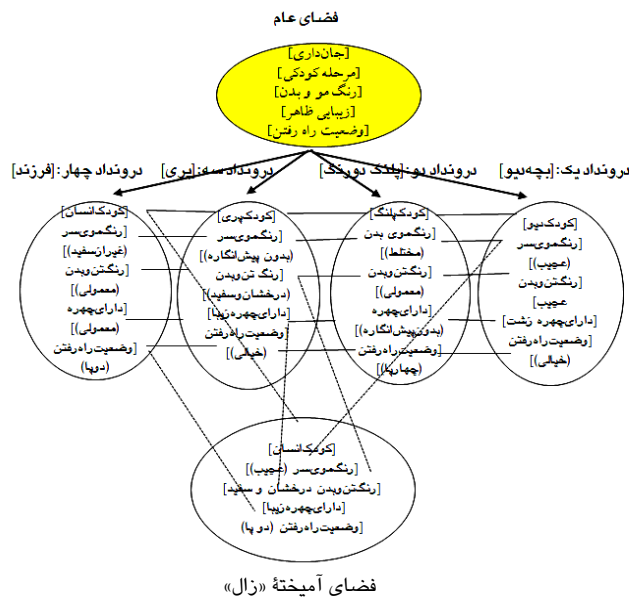 فضای عام
[جان‌داری]
[مرحله کودکی]
[رنگ مو و بدن]
[زیبایی ظاهر]
[وضعیت راه رفتن]
درونداد یک:[بچه‌دیو]
درونداد دو:[پلنگ دورنگ]
درونداد سه:[پری]
درونداد چهار:[فرزند]
[کودک‌دیو
[رنگ‌موی‌سر
(عجیب)]
[رنگ‌تن‌وبدن
عجیب]
[دارای‌چهره زشت]
[وضعیت‌راه‌رفتن
(خیالی)]
[کودک‌پلنگ]
[رنگ‌موی بدن
(مختلط)]
[رنگ‌تن‌وبدن
(معمولی)]
[دارای‌چهره
(بدون‌پیش‌انگاره)]
[وضعیت‌راه‌رفتن
(چهارپا)]
[کودک‌پری]
[رنگ‌موی‌سر
(بدون پیش‌انگاره)]
[رنگ تن‌وبدن
(درخشان‌وسفید)]
[دارای‌چهره‌زیبا]
[وضعیت‌راه‌رفتن
(خیالی)]
[کودک‌انسان]
[رنگ‌موی‌سر
(غیرازسفید)]
[رنگ‌تن‌وبدن
(معمولی)]
[دارای‌چهره
(معمولی)]
[وضعیت‌راه‌رفتن
(دوپا)
[کودک‌انسان]
[رنگ‌موی‌سر (عجیب)]
[رنگ‌تن‌وبدن درخشان و سفید]
[دارای‌چهره‌زیبا]
[وضعیت‌راه‌رفتن (دو پا)
فضای آمیختهٔ «زال»